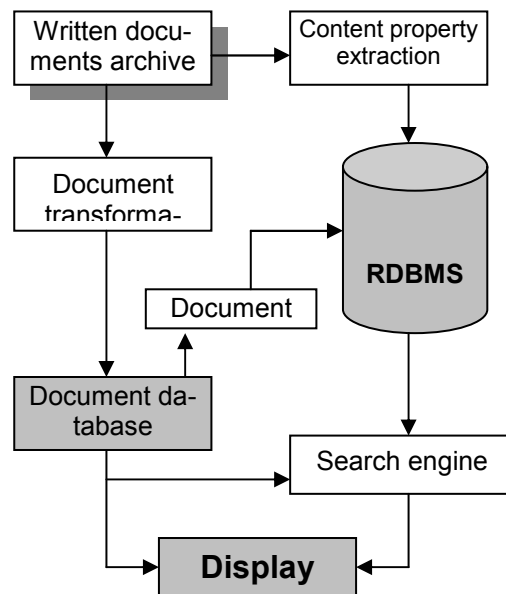 Written docu-
ments archive
Content property
extraction
Document
transforma-
RDBMS
Document
Document da-
tabase
Search engine
Display